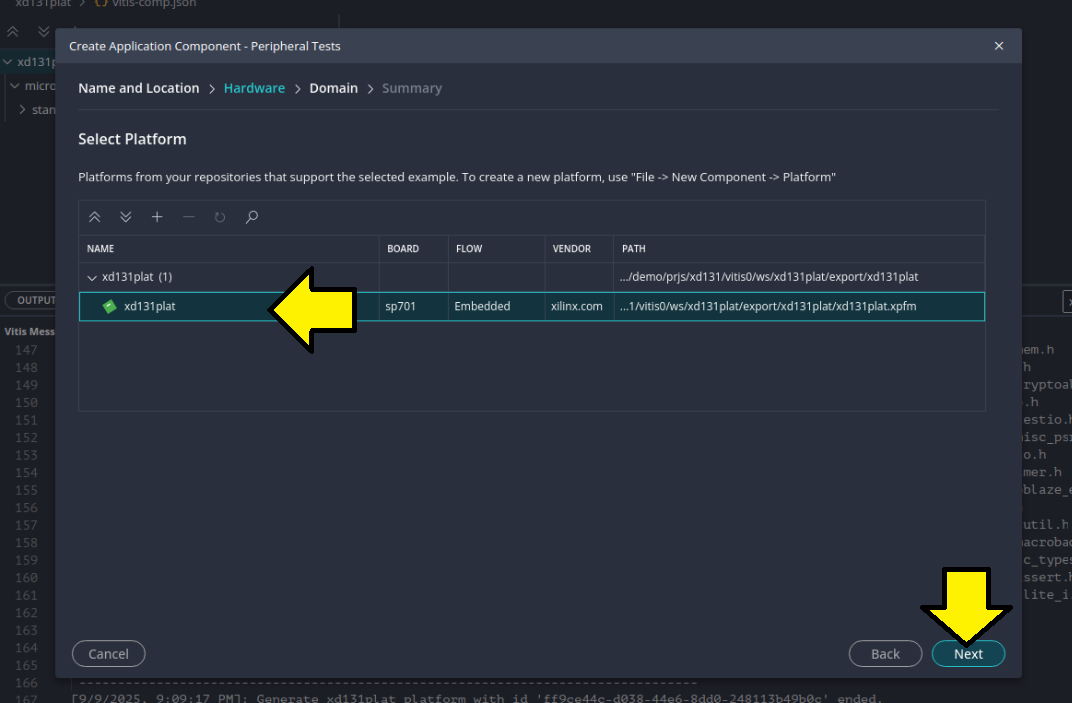 xd131plat > {} vitis-comp.json
xd131p
micro
stan
Create Application Component - Peripheral Tests
Name and Location > Hardware > Domain > Summary
Select Platform
Platforms from your repositories that support the selected example. To create a new platform, use "File -> New Component -> Platform"
NAME BOARD FLOW VENDOR PATH
xd131plat (1) .../demo/prjs/xd131/vitis0/ws/xd131plat/export/xd131plat
xd131plat sp701 Embedded xilinx.com ...1/vitis0/ws/xd131plat/export/xd131plat/xd131plat.xpfm
OUTPUT
Vitis Mess
147
148 h
149 ryptoal
150 .h
151 estio.h
152 isc_psr
153 o.h
154 mer.h
155 blaze_e
156
157 util.h
158 acrobac
159 c_types
160 ssert.h
161 lite_i
162
163
164
165
166 --------------------------------------------------------------------------------
167 [9/9/2025, 9:09:17 PM]: Generate xd131plat platform with id 'ff9ce44c-d038-44e6-8dd0-248113b49b0c' ended.
Cancel Back Next